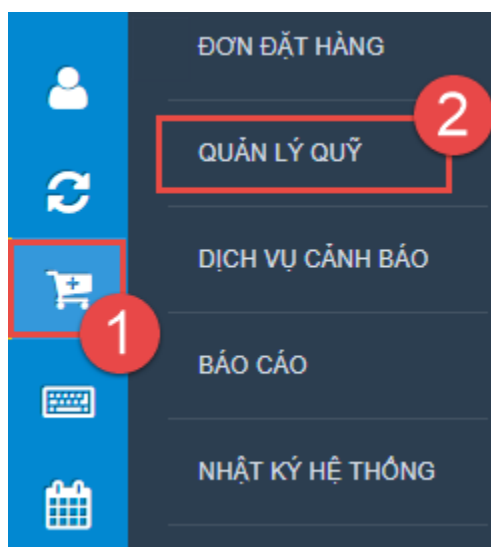 ĐƠN ĐẶT HÀNG
2
QUẢN LÝ QUỸ
DỊCH VỤ CẢNH BÁO
1
BÁO CÁO
NHẬT KÝ HỆ THỐNG